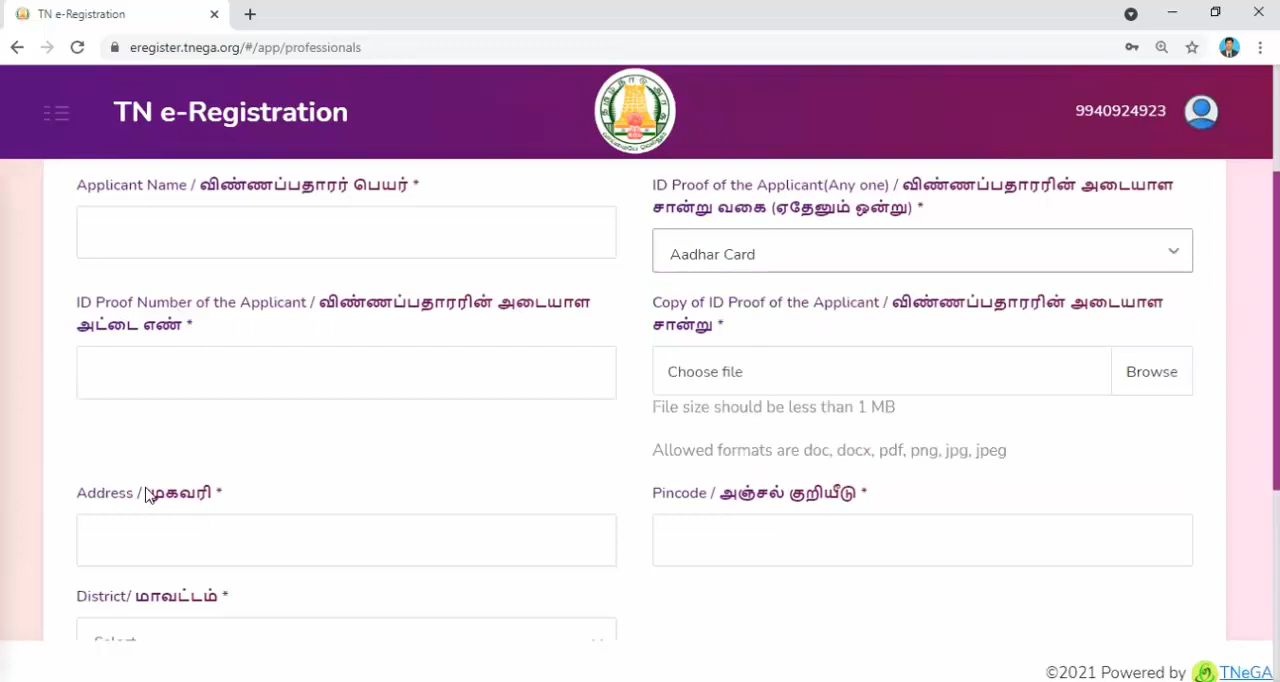 TN e-Registration
eregister.tnega.org/#/app/professionals
TN e-Registration
9940924923
Applicant Name / விண்ணப்பதாரர் பெயர் *
ID Proof of the Applicant(Any one) / விண்ணப்பதாரரின் அடையாள
சான்று வகை (ஏதேனும் ஒன்று) *
Aadhar Card
ID Proof Number of the Applicant / விண்ணப்பதாரரின் அடையாள
அட்டை எண் *
Copy of ID Proof of the Applicant / விண்ணப்பதாரரின் அடையாள
சான்று *
Choose file
Browse
File size should be less than 1 MB
Allowed formats are doc, docx, pdf, png, jpg, jpeg
Address / முகவரி *
Pincode / அஞ்சல் குறியீடு *
District/ மாவட்டம் *
Select
©2021 Powered by TNeGA